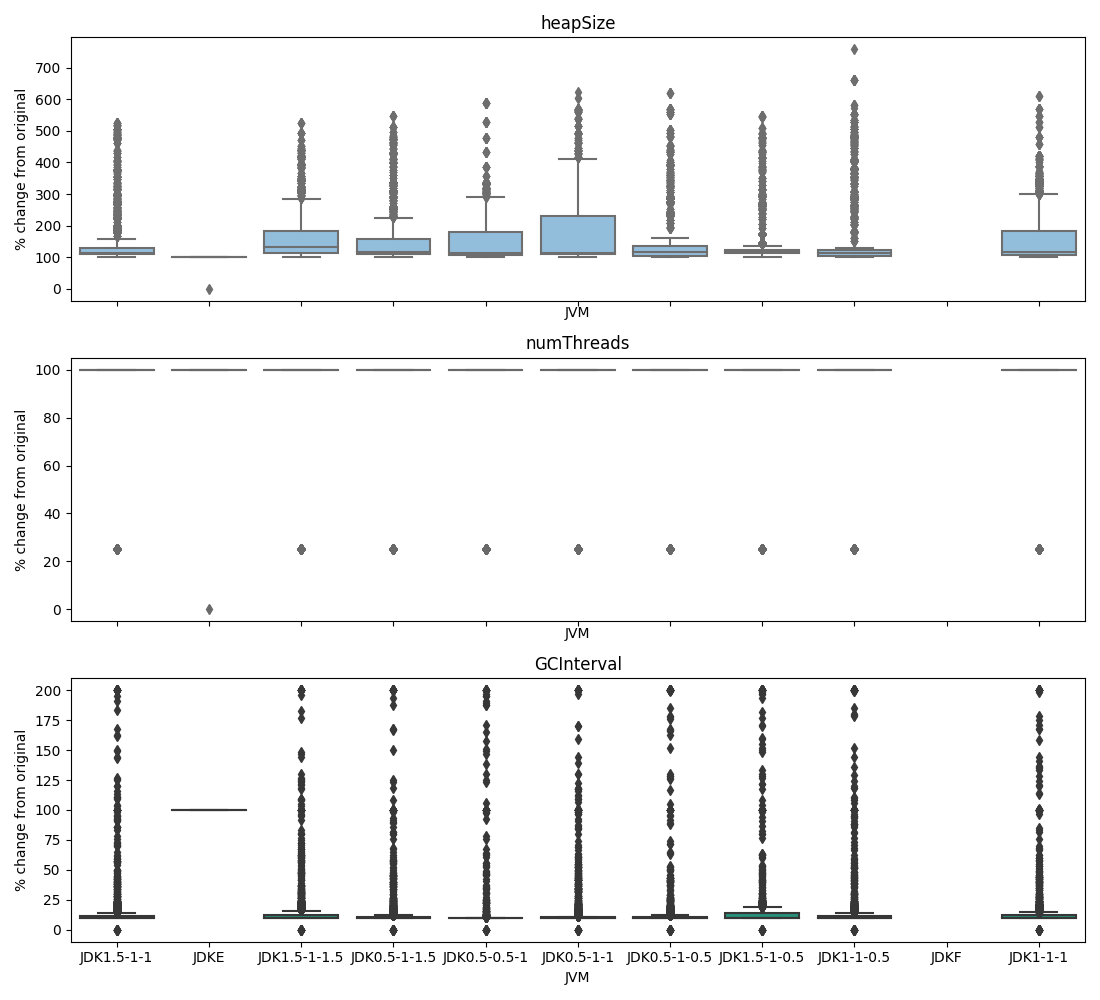 heapSize
% change from original
700
600
500
400
300
200
100
0
JVM
numThreads
% change from original
100
80
60
40
20
0
JVM
GCInterval
% change from original
200
175
150
125
100
75
50
25
0
JDK1.5-1-1 JDKE JDK1.5-1-1.5 JDK0.5-1-1.5 JDK0.5-0.5-1 JDK0.5-1-1 JDK0.5-1-0.5 JDK1.5-1-0.5 JDK1-1-0.5 JDKF JDK1-1-1
JVM